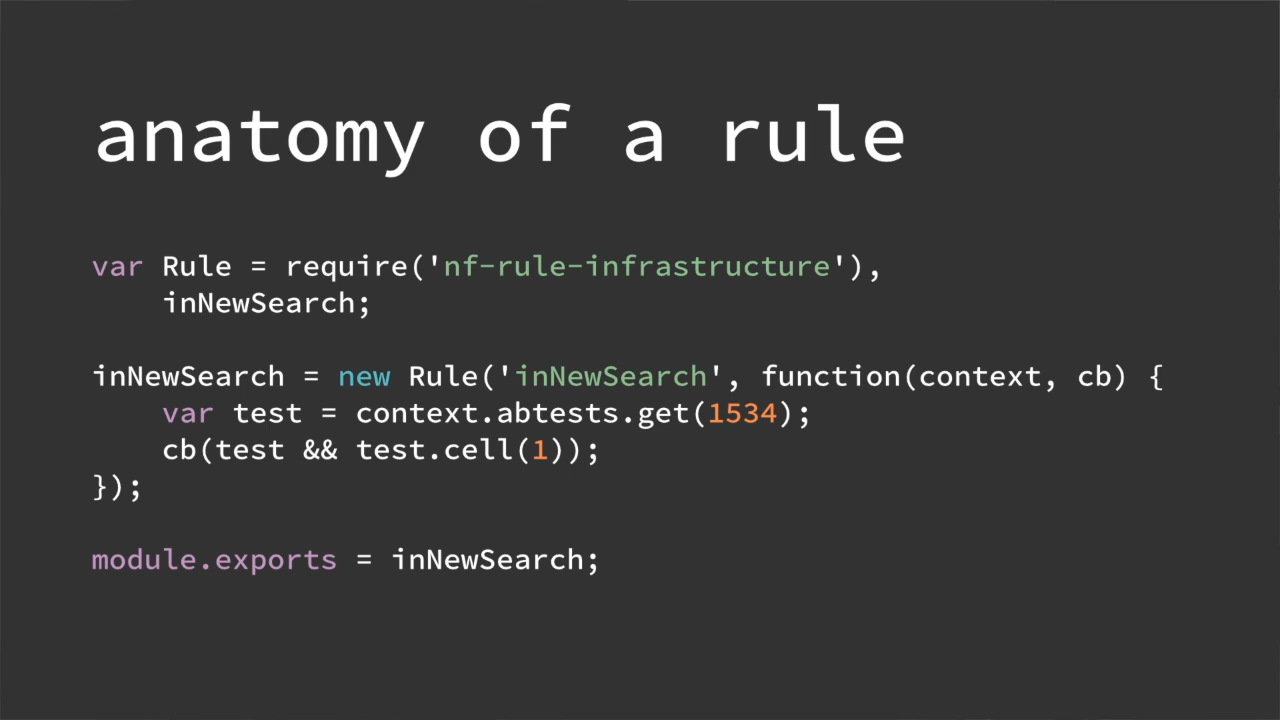 anatomy of a rule
var Rule = require('nf-rule-infrastructure'),
    inNewSearch;
inNewSearch = new Rule('inNewSearch', function(context, cb) {
    var test = context.abtests.get(1534);
    cb(test && test.cell(1));
});
module.exports = inNewSearch;